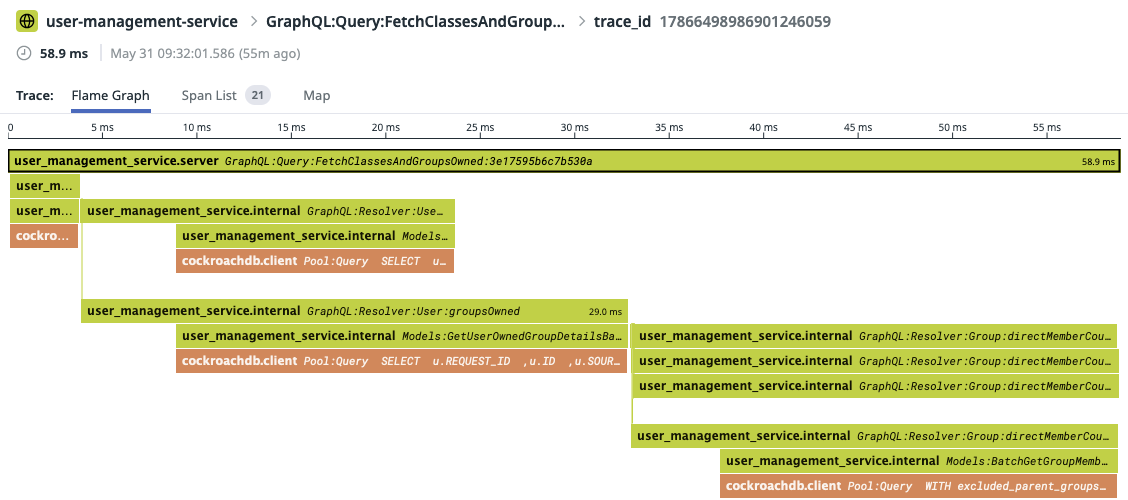 user-management-service > GraphQL:Query:FetchClassesAndGroup... > trace_id 17866498986901246059
58.9 ms May 31 09:32:01.586 (55m ago)
Trace: Flame Graph Span List 21 Map
0 5 ms 10 ms 15 ms 20 ms 25 ms 30 ms 35 ms 40 ms 45 ms 50 ms 55 ms
user_management_service.server GraphQL:Query:FetchClassesAndGroupsOwned:3e17595b6c7b530a 58.9 ms
user_m...
user_m... user_management_service.internal GraphQL:Resolver:Use...
cockro... user_management_service.internal Models...
cockroachdb.client Pool:Query SELECT u...
user_management_service.internal GraphQL:Resolver:User:groupsOwned 29.0 ms
user_management_service.internal Models:GetUserOwnedGroupDetailsBa... user_management_service.internal GraphQL:Resolver:Group:directMemberCou...
cockroachdb.client Pool:Query SELECT u.REQUEST_ID ,u.ID ,u.SOUR... user_management_service.internal GraphQL:Resolver:Group:directMemberCou...
user_management_service.internal GraphQL:Resolver:Group:directMemberCou...
user_management_service.internal GraphQL:Resolver:Group:directMemberCou...
user_management_service.internal Models:BatchGetGroupMemb...
cockroachdb.client Pool:Query WITH excluded_parent_groups...